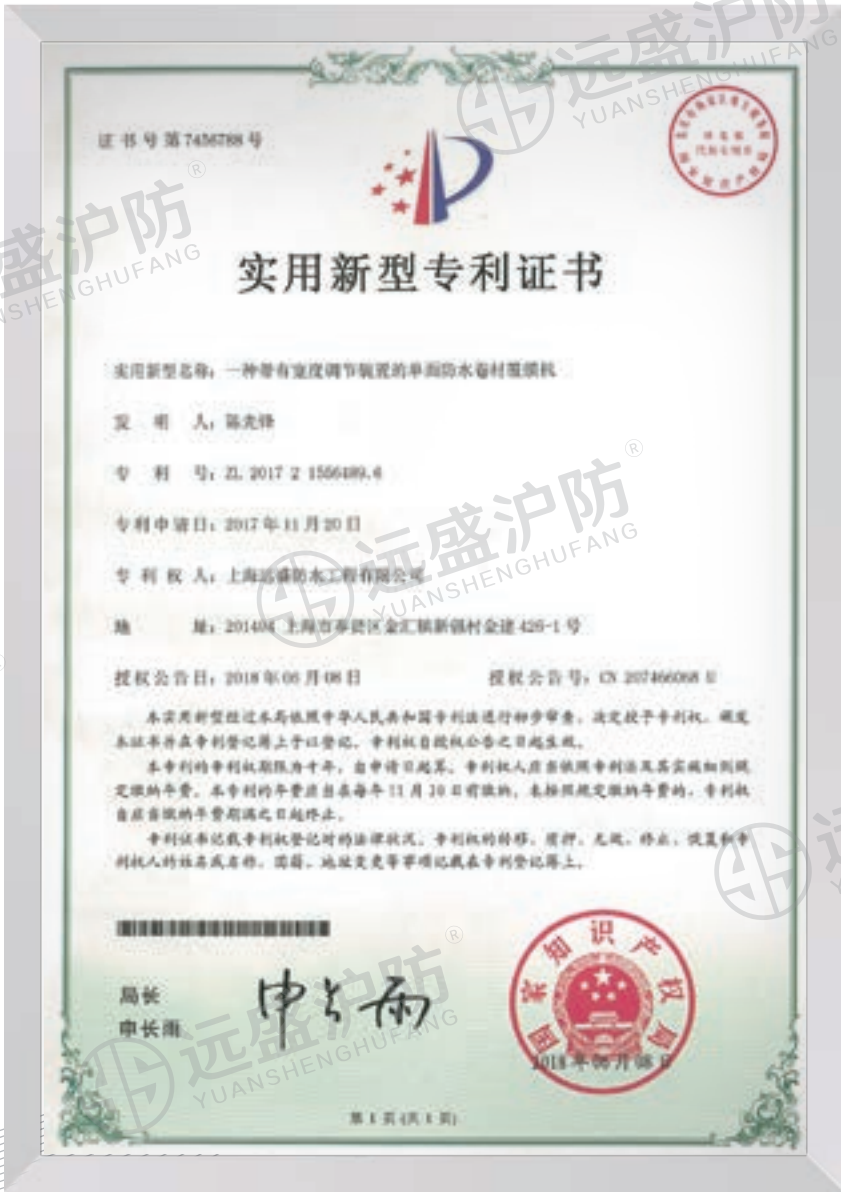 证书号第7456788号
实用新型专利证书
实用新型名称：一种带有宽度调节装置的单面防水卷材覆膜机
发 明 人：陈先锋
专 利 号：ZL 2017 2 1556489.6
专利申请日：2017年11月20日
专 利 权 人：上海远盛防水工程有限公司
地 址：201404 上海市奉贤区金汇镇新强村金建426-1号
授权公告日：2018年06月08日 授权公告号：CN 207466068 U
本实用新型经过本局依照中华人民共和国专利法进行初步审查，决定授予专利权，颁发
本证书并在专利登记簿上予以登记。专利权自授权公告之日起生效。
本专利的专利权期限为十年，自申请日起算。专利权人应当依照专利法及其实施细则规
定缴纳年费。本专利的年费应当在每年11月20日前缴纳。未按照规定缴纳年费的，专利权
自应当缴纳年费期满之日起终止。
专利证书记载专利权登记时的法律状况。专利权的转移、质押、无效、终止、恢复和专
利权人的姓名或名称、国籍、地址变更等事项记载在专利登记簿上。
局长
申长雨
申长雨
国家知识产权局
2018年06月08日
第1页(共1页)
远盛沪防®
YUANSHENGHUFANG